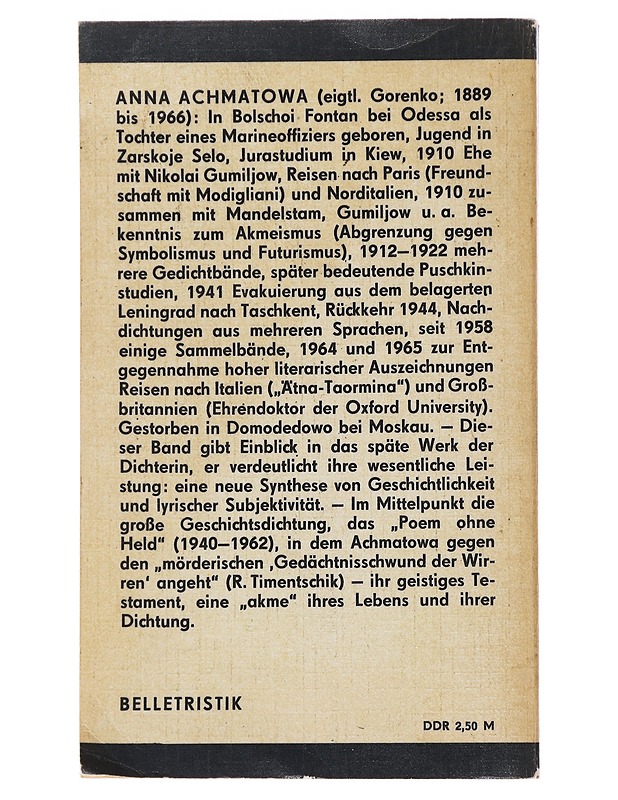 ANNA ACHMATOWA (eigtl. Gorenko; 1889
bis 1966): In Bolschoi Fontan bei Odessa als
Tochter eines Marineoffiziers geboren, Jugend in
Zarskoje Selo, Jurastudium in Kiew, 1910 Ehe
mit Nikolai Gumiljow, Reisen nach Paris (Freund-
schaft mit Modigliani) und Norditalien, 1910 zu-
sammen mit Mandelstam, Gumiljow u. a. Be-
kenntnis zum Akmeismus (Abgrenzung gegen
Symbolismus und Futurismus), 1912–1922 meh-
rere Gedichtbände, später bedeutende Puschkin-
studien, 1941 Evakuierung aus dem belagerten
Leningrad nach Taschkent, Rückkehr 1944, Nach-
dichtungen aus mehreren Sprachen, seit 1958
einige Sammelbände, 1964 und 1965 zur Ent-
gegennahme hoher literarischer Auszeichnungen
Reisen nach Italien („Ätna-Taormina“) und Groß-
britannien (Ehrendoktor der Oxford University).
Gestorben in Domodedowo bei Moskau. – Die-
ser Band gibt Einblick in das späte Werk der
Dichterin, er verdeutlicht ihre wesentliche Lei-
stung: eine neue Synthese von Geschichtlichkeit
und lyrischer Subjektivität. – Im Mittelpunkt die
große Geschichtsdichtung, das „Poem ohne
Held“ (1940–1962), in dem Achmatowa gegen
den „mörderischen ‚Gedächtnisschwund der Wir-
ren‘ angeht“ (R. Timentschik) – ihr geistiges Te-
stament, eine „akme“ ihres Lebens und ihrer
Dichtung.
BELLETRISTIK
DDR 2,50 M